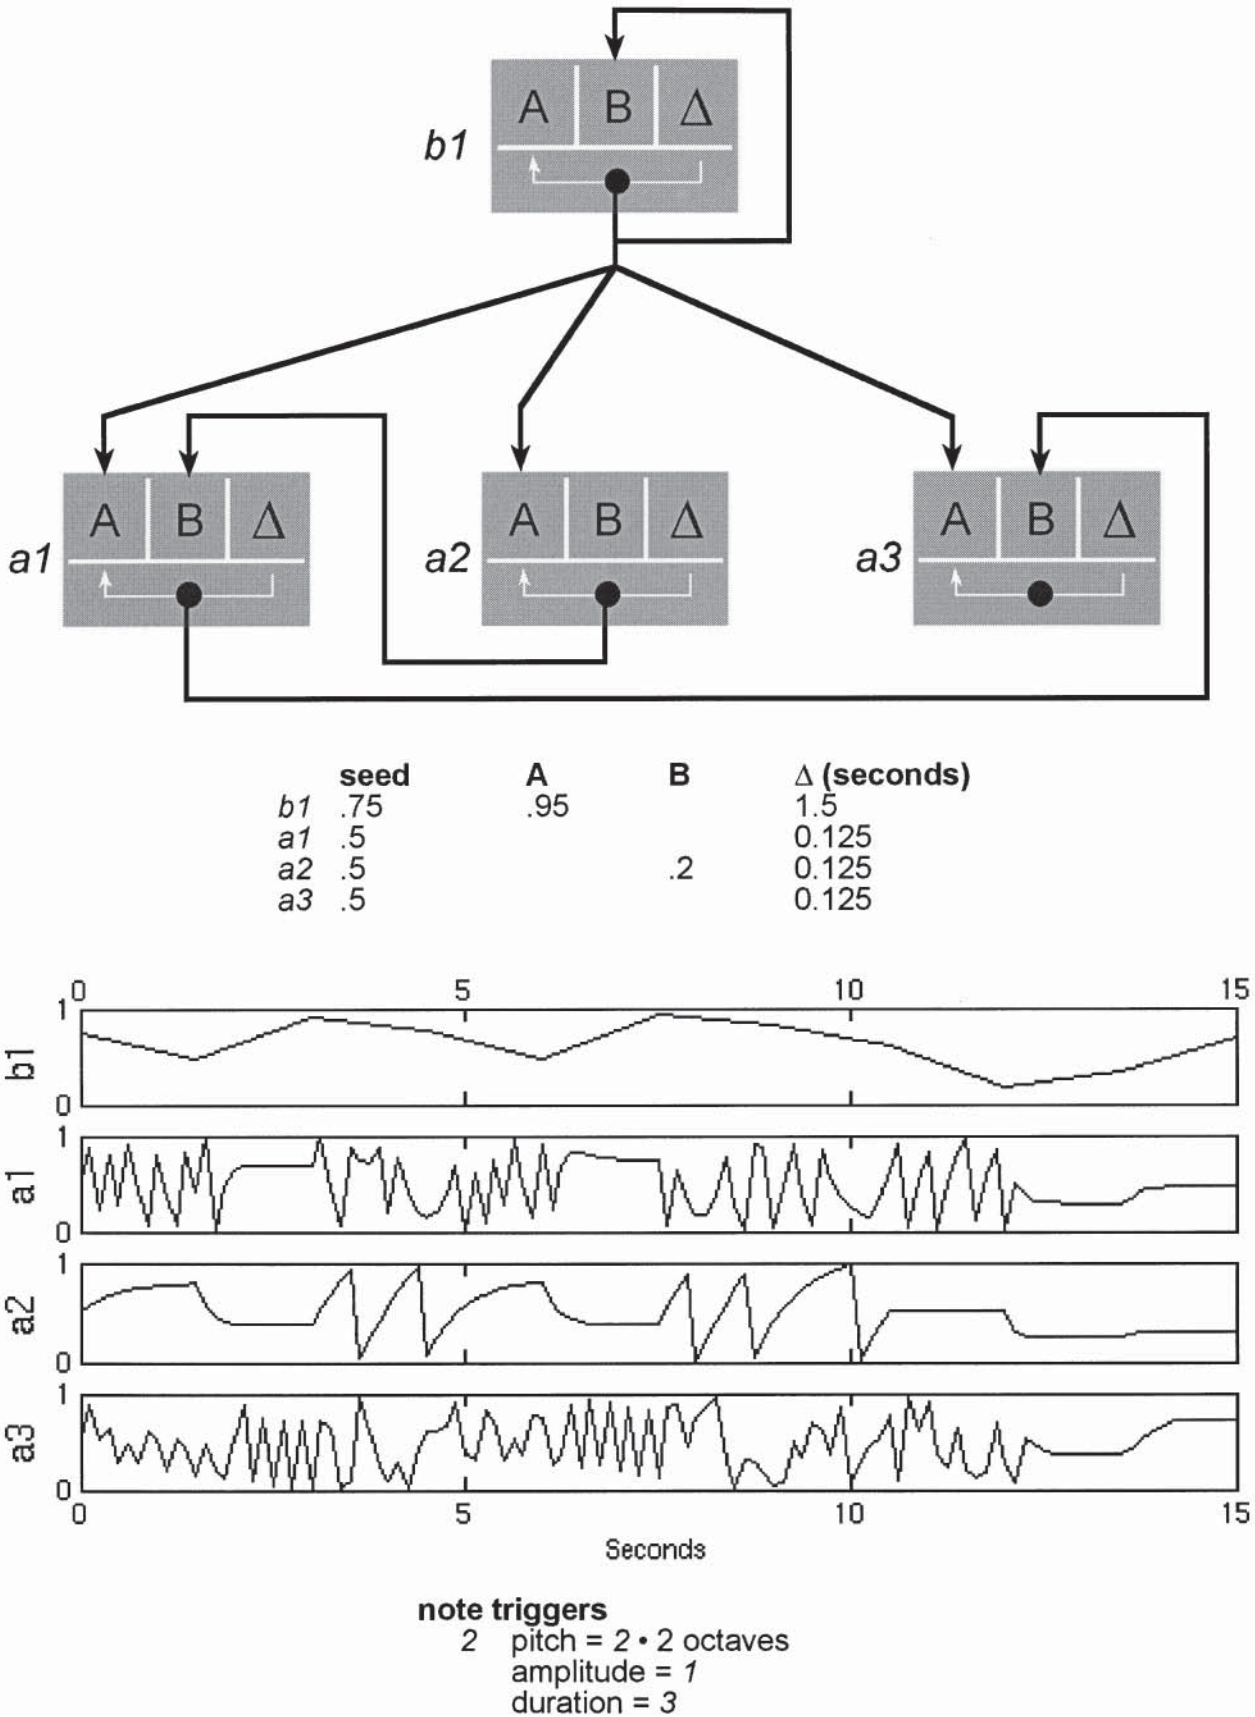 A B Δ
b1
A B Δ
a1
A B Δ
a2
A B Δ
a3
seed A B Δ (seconds)
b1 .75 .95 1.5
a1 .5 0.125
a2 .5 .2 0.125
a3 .5 0.125
0 5 10 15
1
b1
0
1
a1
0
1
a2
0
1
a3
0
0 5 10 15
Seconds
note triggers
2 pitch = 2 • 2 octaves
amplitude = 1
duration = 3